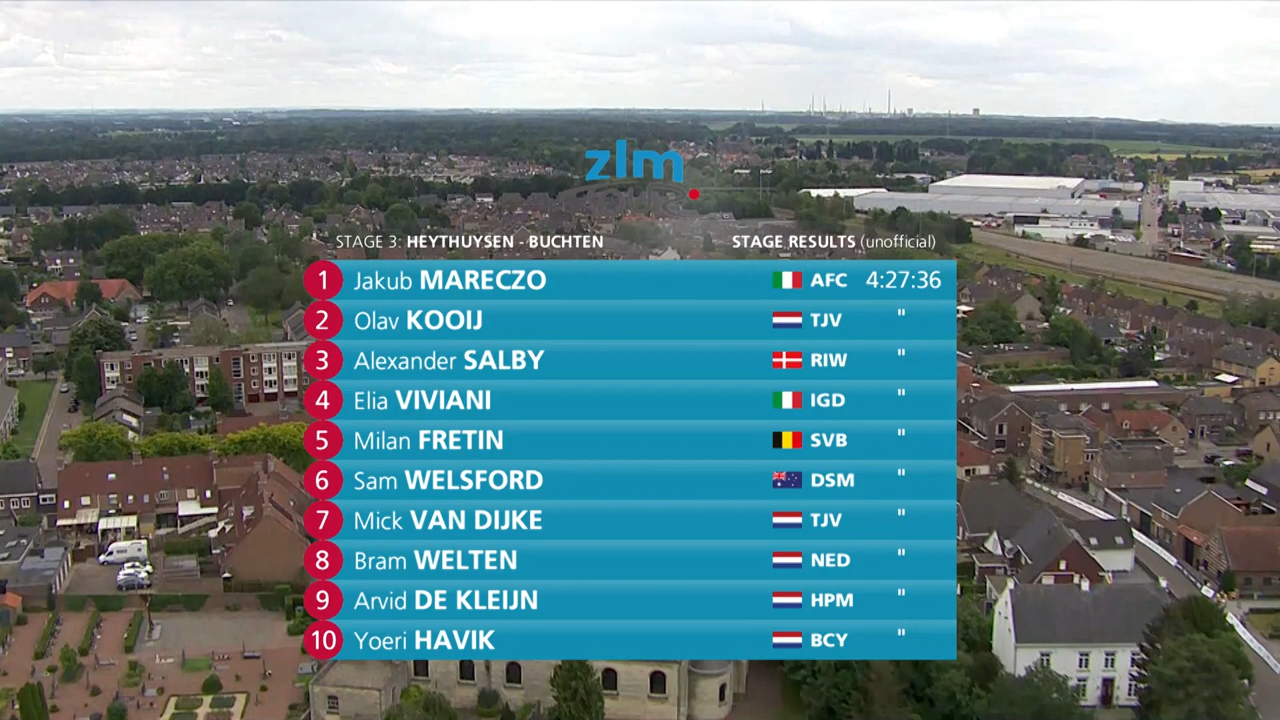 zlm
STAGE 3: HEYTHUYSEN - BUCHTEN STAGE RESULTS (unofficial)
1 Jakub MARECZO AFC 4:27:36
2 Olav KOOIJ TJV "
3 Alexander SALBY RIW "
4 Elia VIVIANI IGD "
5 Milan FRETIN SVB "
6 Sam WELSFORD DSM "
7 Mick VAN DIJKE TJV "
8 Bram WELTEN NED "
9 Arvid DE KLEIJN HPM "
10 Yoeri HAVIK BCY "